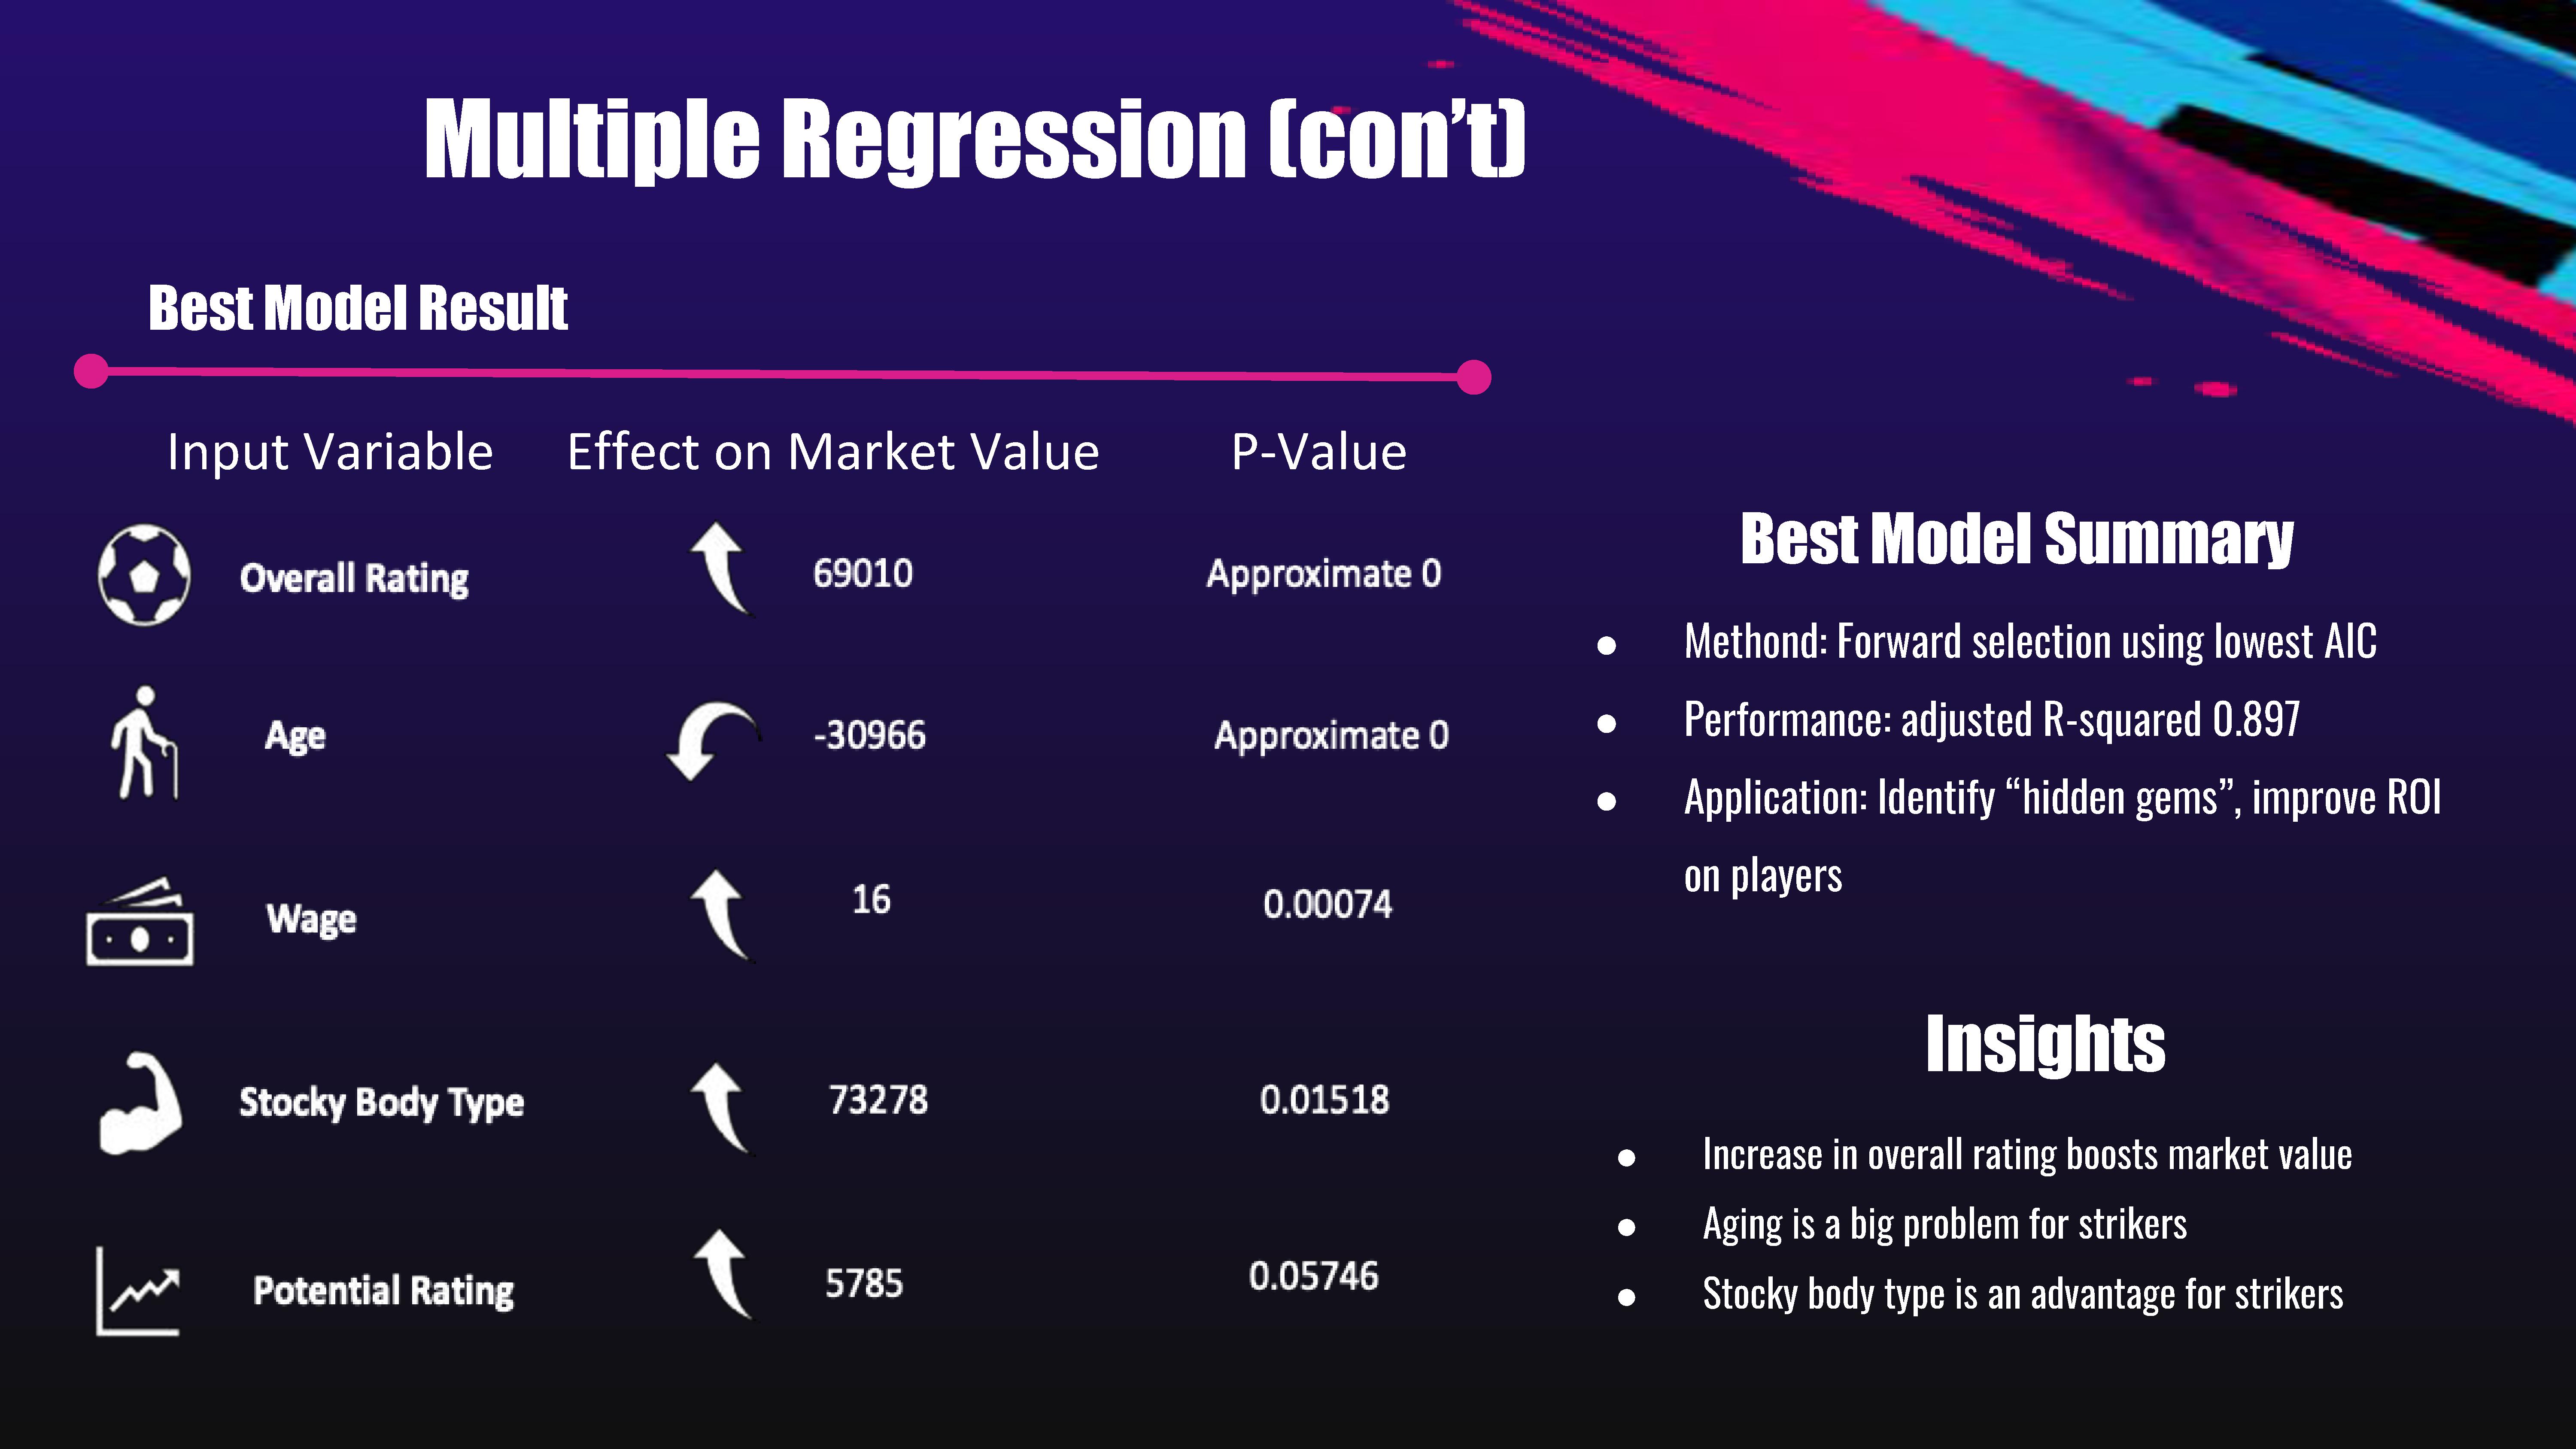 Multiple Regression (con’t)
Best Model Result
Input Variable Effect on Market Value P-Value
Overall Rating 69010 Approximate 0
Age -30966 Approximate 0
Wage 16 0.00074
Stocky Body Type 73278 0.01518
Potential Rating 5785 0.05746
Best Model Summary
● Methond: Forward selection using lowest AIC
● Performance: adjusted R-squared 0.897
● Application: Identify “hidden gems”, improve ROI
on players
Insights
● Increase in overall rating boosts market value
● Aging is a big problem for strikers
● Stocky body type is an advantage for strikers